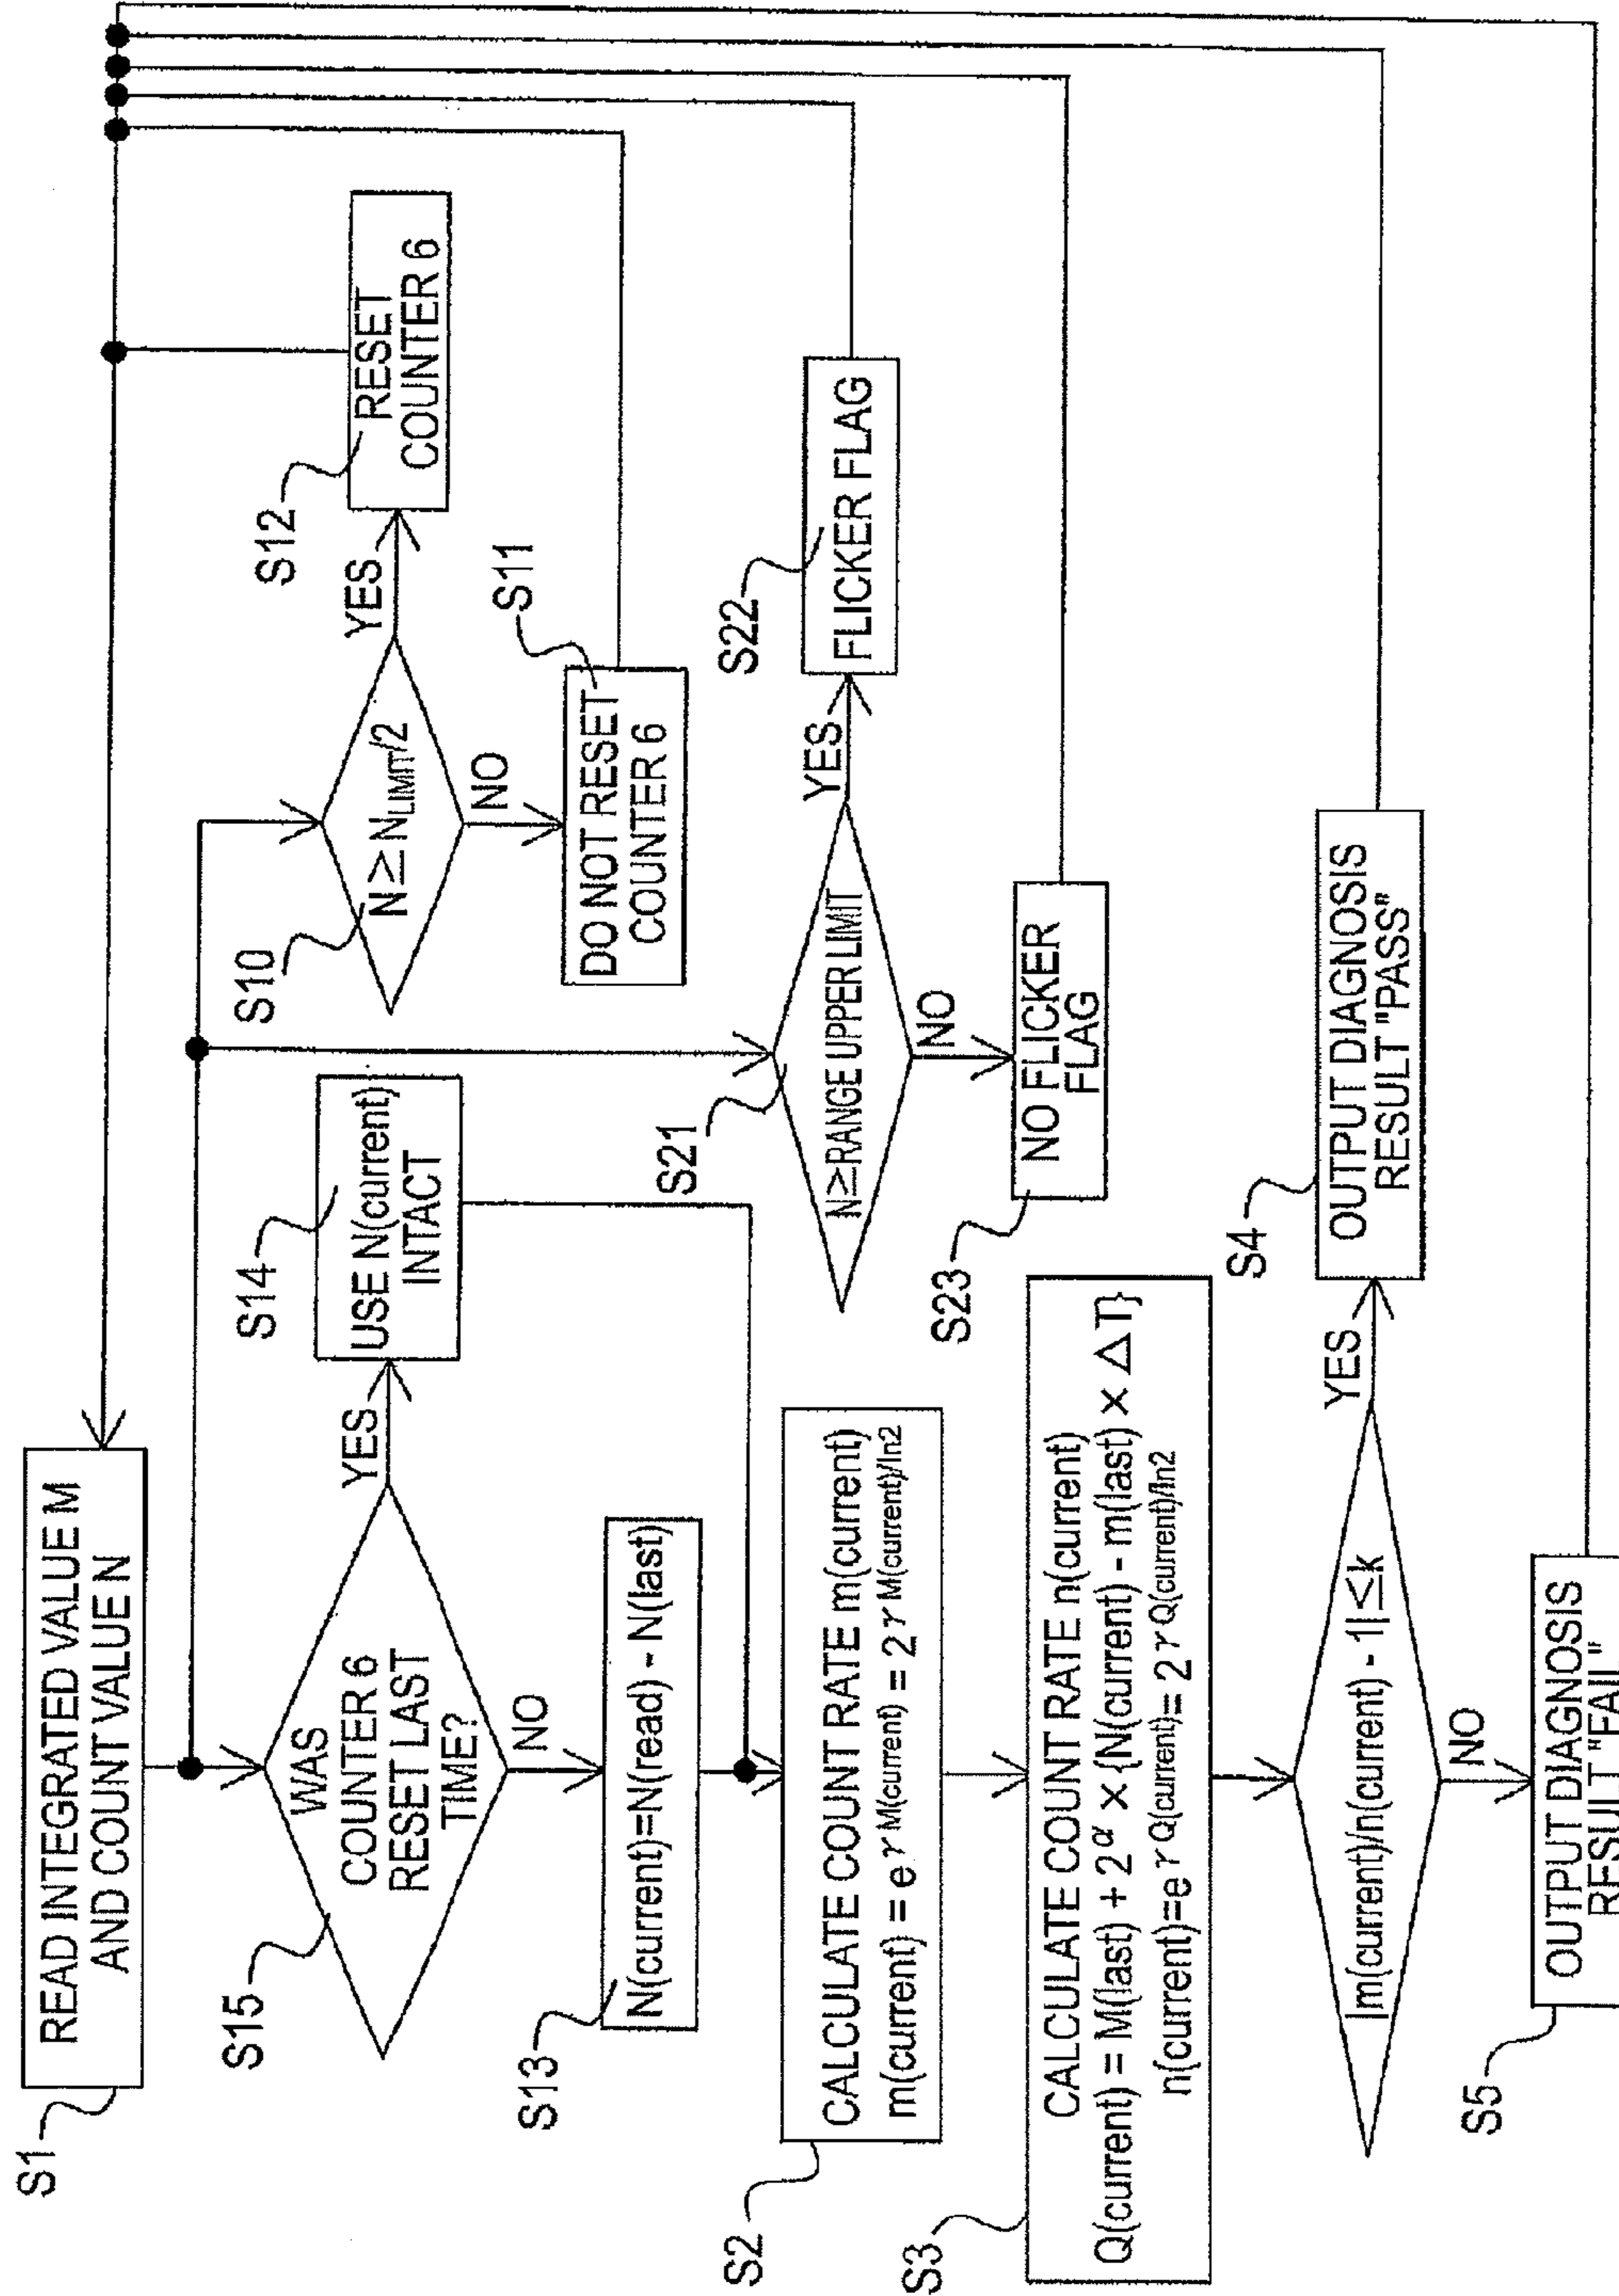 S1
READ INTEGRATED VALUE M
AND COUNT VALUE N
S15
WAS
COUNTER 6
RESET LAST
TIME?
YES
NO
S14
USE N(current)
INTACT
S13
N(current)=N(read) - N(last)
S10
N≥N_LIMIT/2
YES
NO
S12
RESET
COUNTER 6
S11
DO NOT RESET
COUNTER 6
S21
N≥RANGE UPPER LIMIT
YES
NO
S22
FLICKER FLAG
S23
NO FLICKER
FLAG
S2
CALCULATE COUNT RATE m(current)
m(current) = e^γ M(current) = 2^γ M(current)/ln2
S3
CALCULATE COUNT RATE n(current)
Q(current) = M(last) + 2^α × {N(current) - m(last) × ΔT}
n(current)=e^γ Q(current)= 2^γ Q(current)/ln2
|m(current)/n(current) - 1|≤k
YES
NO
S4
OUTPUT DIAGNOSIS
RESULT "PASS"
S5
OUTPUT DIAGNOSIS
RESULT "FAIL"